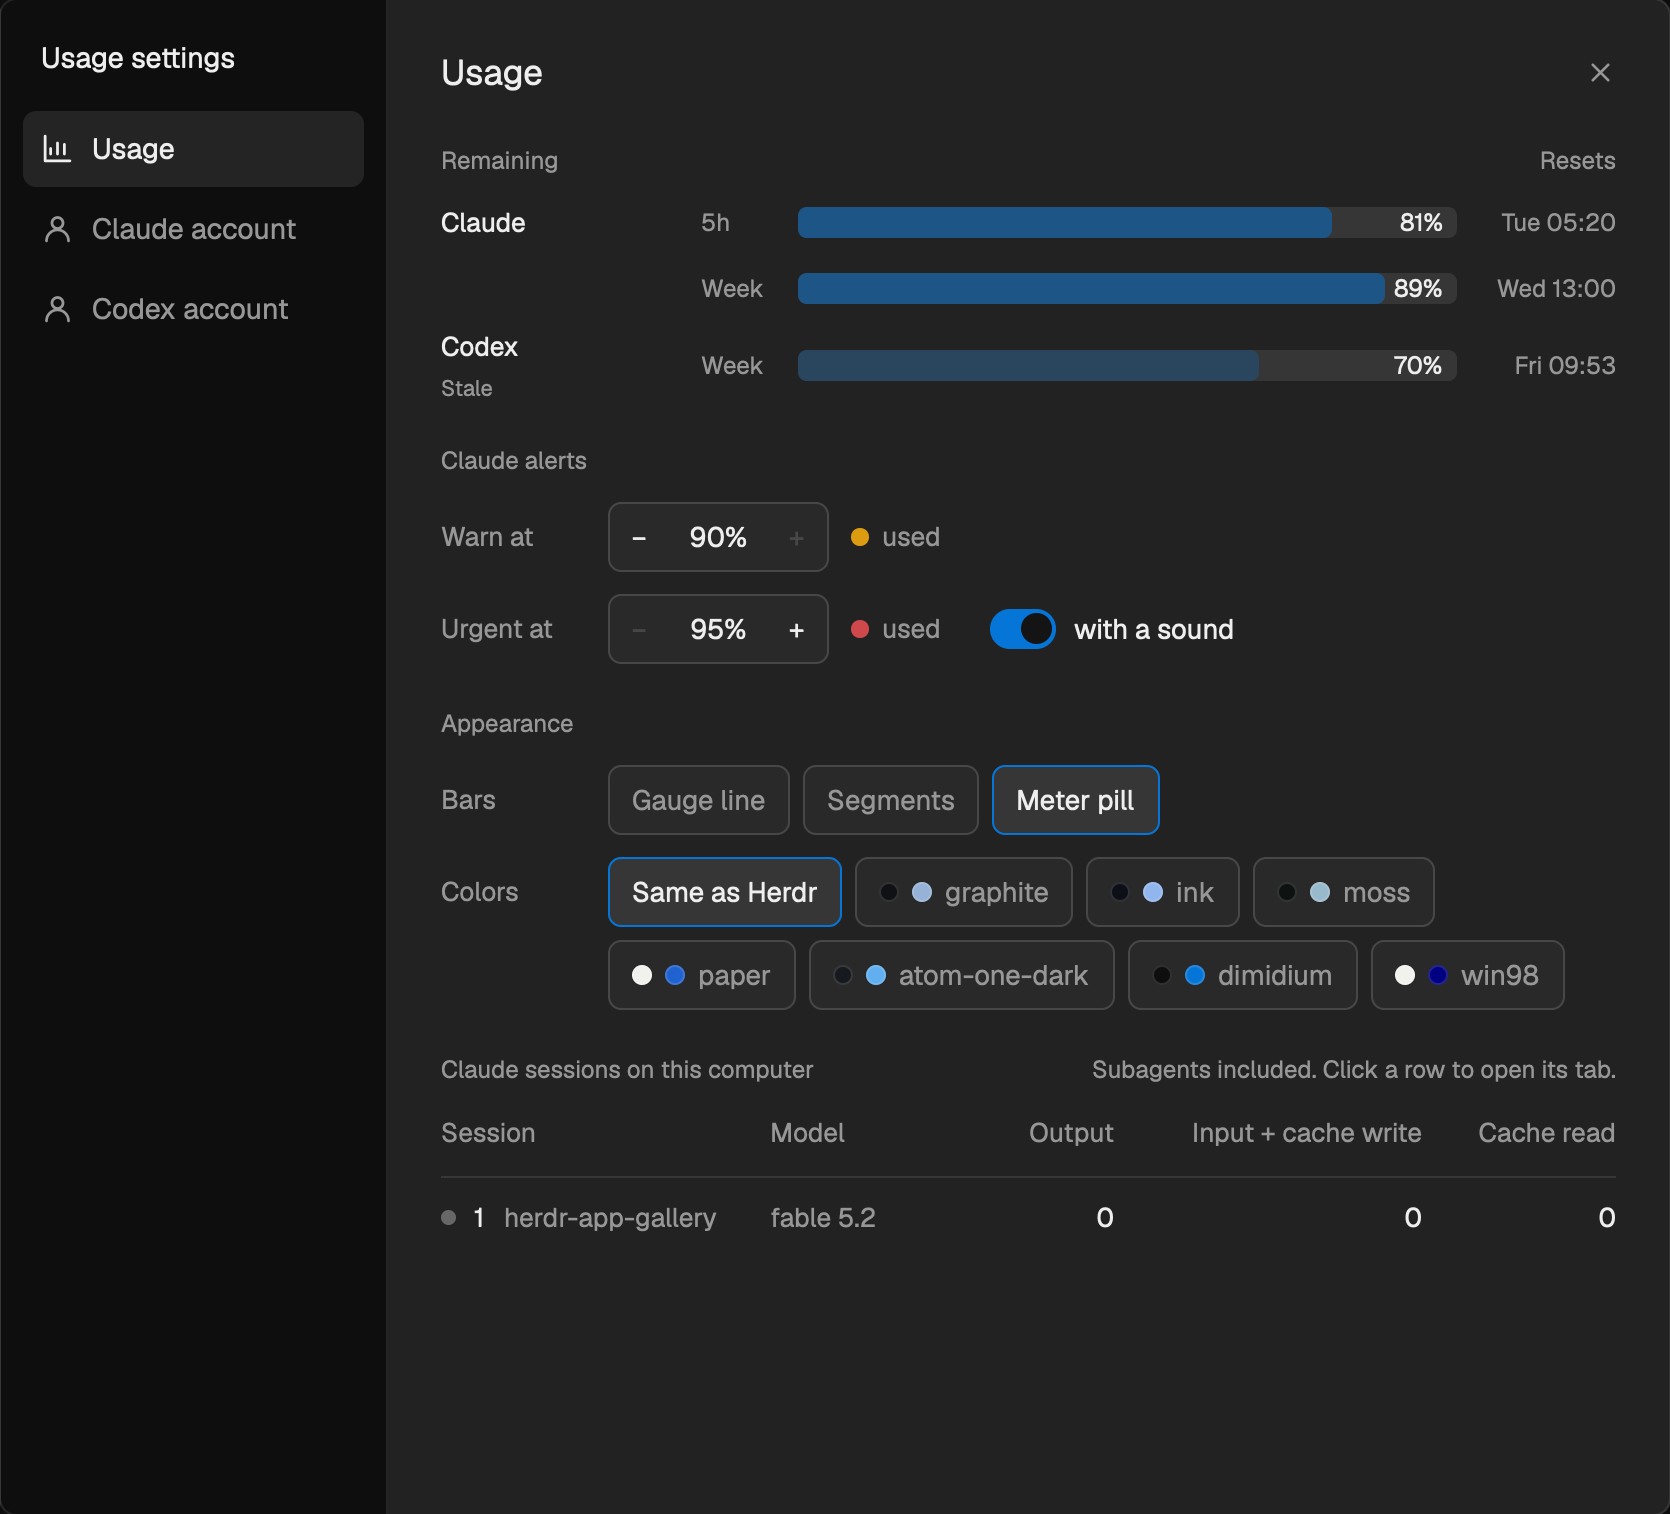 Usage settings
Usage
Claude account
Codex account
Usage
Remaining Resets
Claude 5h 81% Tue 05:20
Week 89% Wed 13:00
Codex
Stale
Week 70% Fri 09:53
Claude alerts
Warn at − 90% + used
Urgent at − 95% + used with a sound
Appearance
Bars Gauge line Segments Meter pill
Colors Same as Herdr graphite ink moss
paper atom-one-dark dimidium win98
Claude sessions on this computer Subagents included. Click a row to open its tab.
Session Model Output Input + cache write Cache read
1 herdr-app-gallery fable 5.2 0 0 0